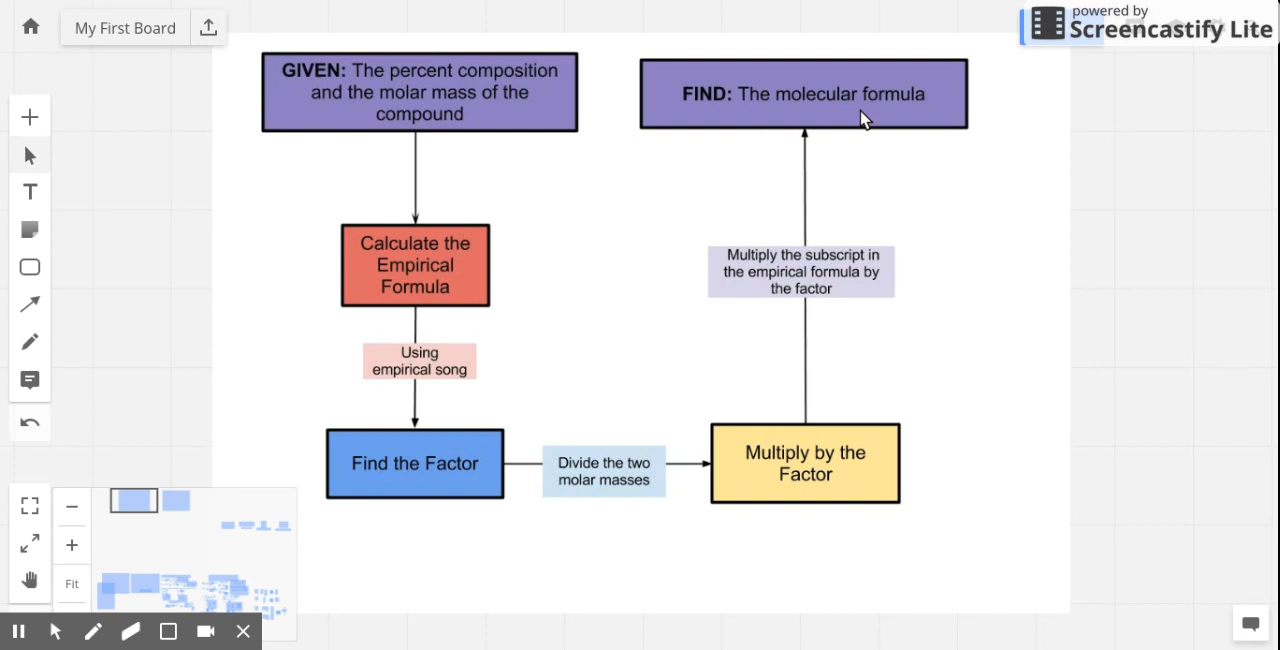 My First Board
powered by
Screencastify Lite
GIVEN: The percent composition
and the molar mass of the
compound
FIND: The molecular formula
Calculate the
Empirical
Formula
Multiply the subscript in
the empirical formula by
the factor
Using
empirical song
Find the Factor
Divide the two
molar masses
Multiply by the
Factor
T
Fit